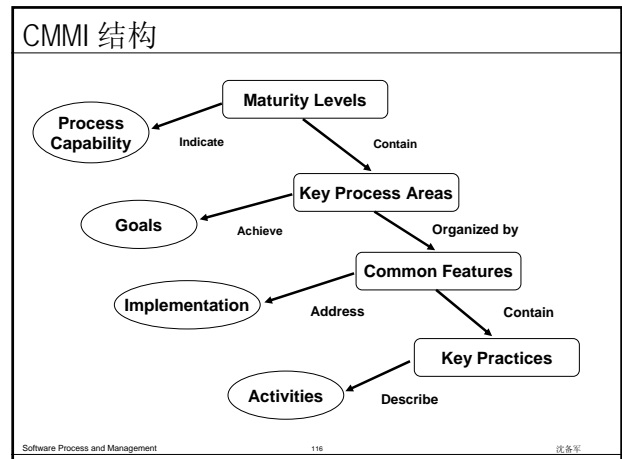 CMMI 结构
Maturity Levels
Process
Capability
Indicate
Contain
Key Process Areas
Goals
Achieve
Organized by
Common Features
Implementation
Address
Contain
Key Practices
Activities
Describe
Software Process and Management
116
沈备军